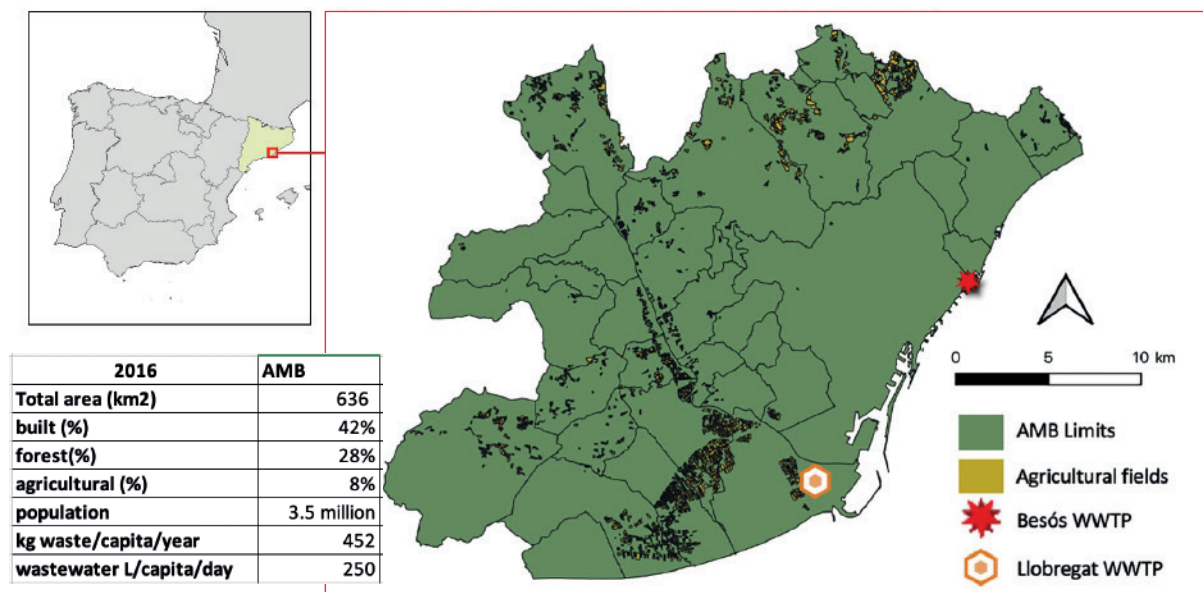 2016 AMB
Total area (km2) 636
built (%) 42%
forest(%) 28%
agricultural (%) 8%
population 3.5 million
kg waste/capita/year 452
wastewater L/capita/day 250
0 5 10 km
AMB Limits
Agricultural fields
Besós WWTP
Llobregat WWTP